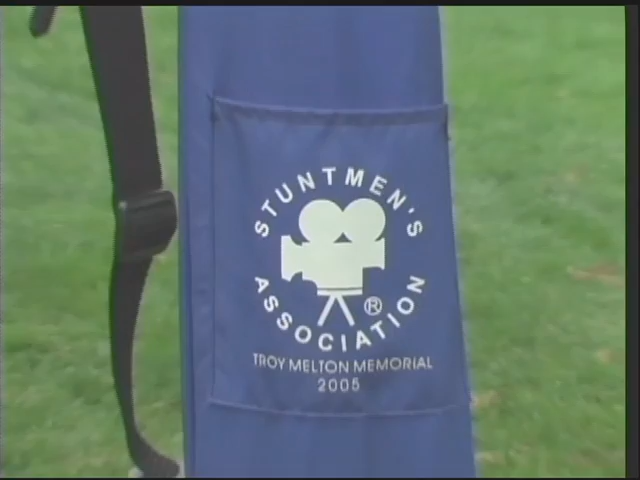 STUNTMEN'S
ASSOCIATION
®
TROY MELTON MEMORIAL
2005